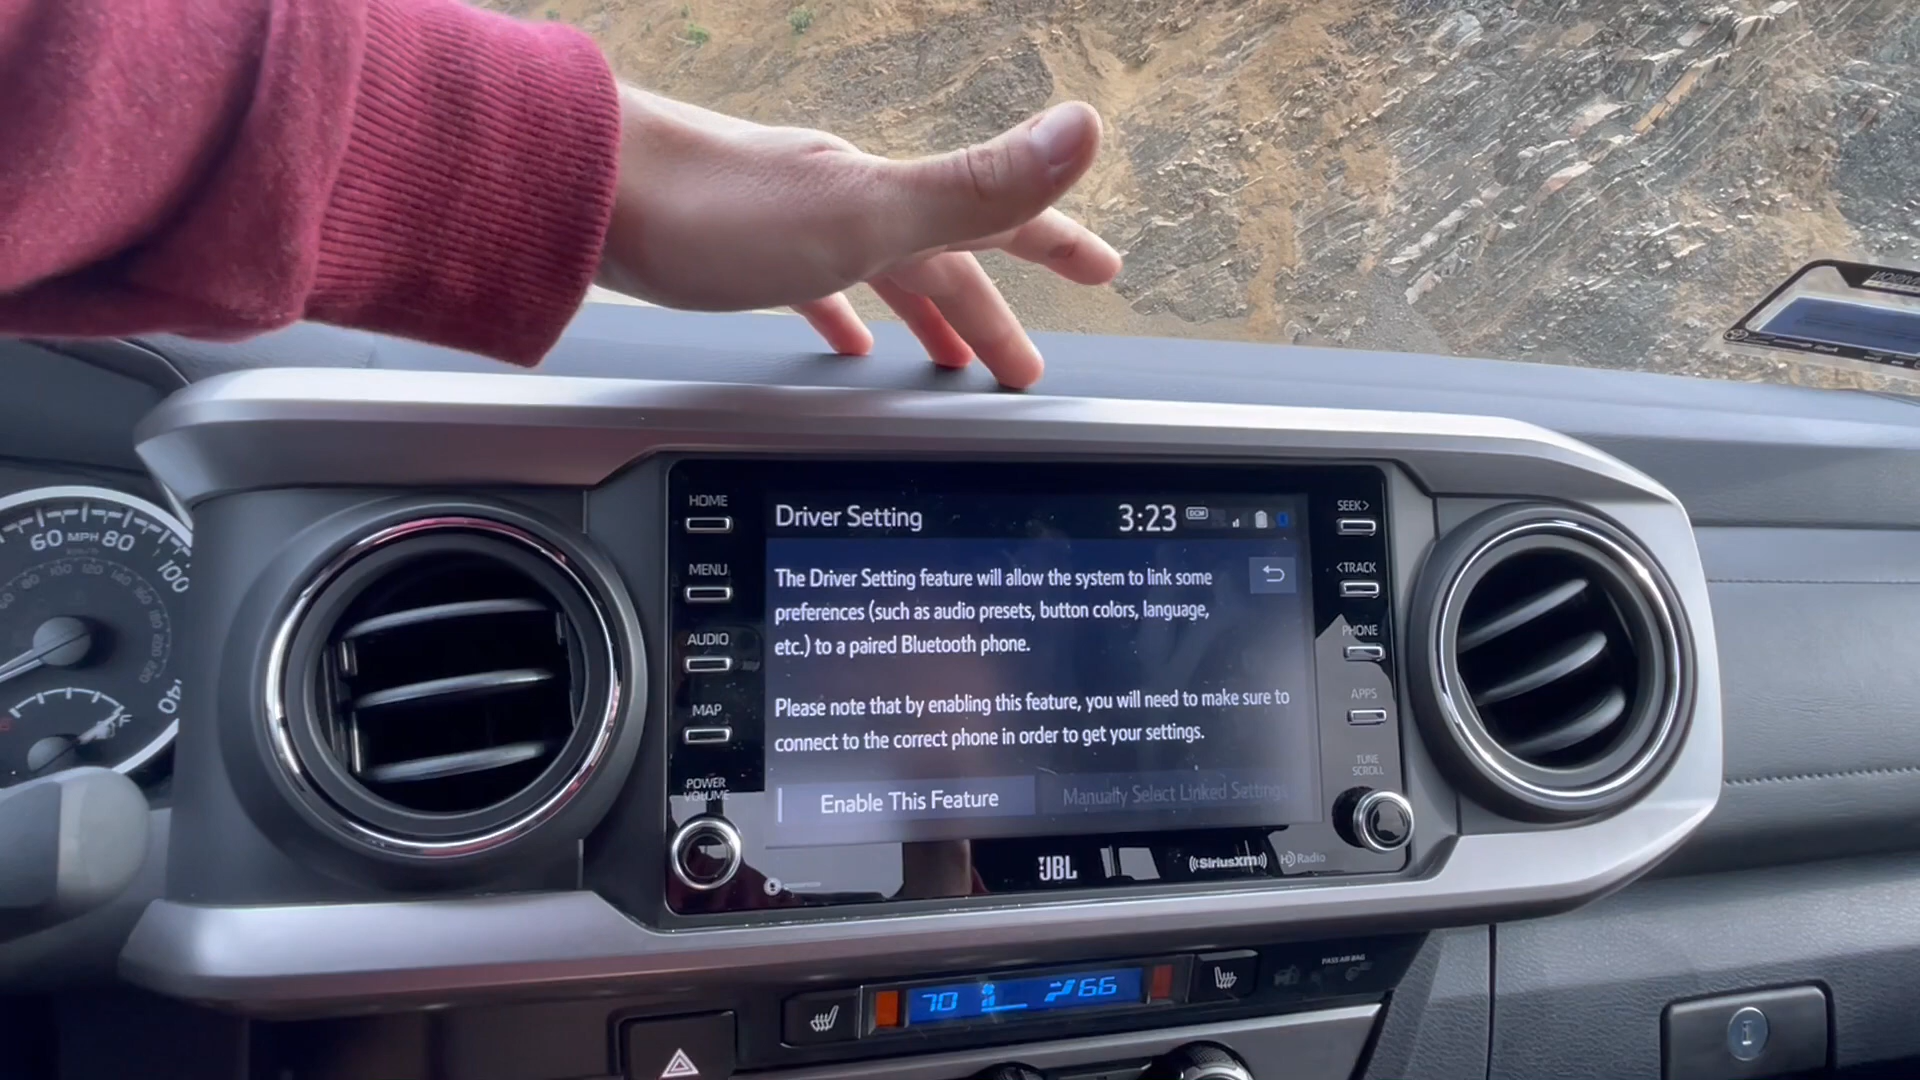 HOME
MENU
AUDIO
MAP
POWER
VOLUME
Driver Setting
3:23
DCM
The Driver Setting feature will allow the system to link some
preferences (such as audio presets, button colors, language,
etc.) to a paired Bluetooth phone.
Please note that by enabling this feature, you will need to make sure to
connect to the correct phone in order to get your settings.
Enable This Feature
Manually Select Linked Settings
SEEK>
<TRACK
PHONE
APPS
TUNE
SCROLL
JBL
((SiriusXM))
HD Radio
60 MPH 80
100
140
F
70
66
PASS AIR BAG